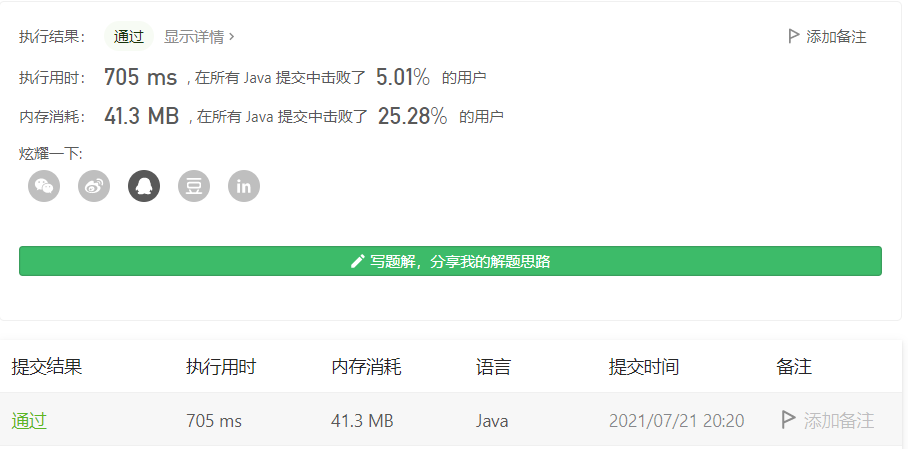 执行结果： 通过 显示详情 › 添加备注
执行用时： 705 ms , 在所有 Java 提交中击败了 5.01% 的用户
内存消耗： 41.3 MB , 在所有 Java 提交中击败了 25.28% 的用户
炫耀一下:
豆 in
写题解，分享我的解题思路
提交结果 执行用时 内存消耗 语言 提交时间 备注
通过 705 ms 41.3 MB Java 2021/07/21 20:20 添加备注